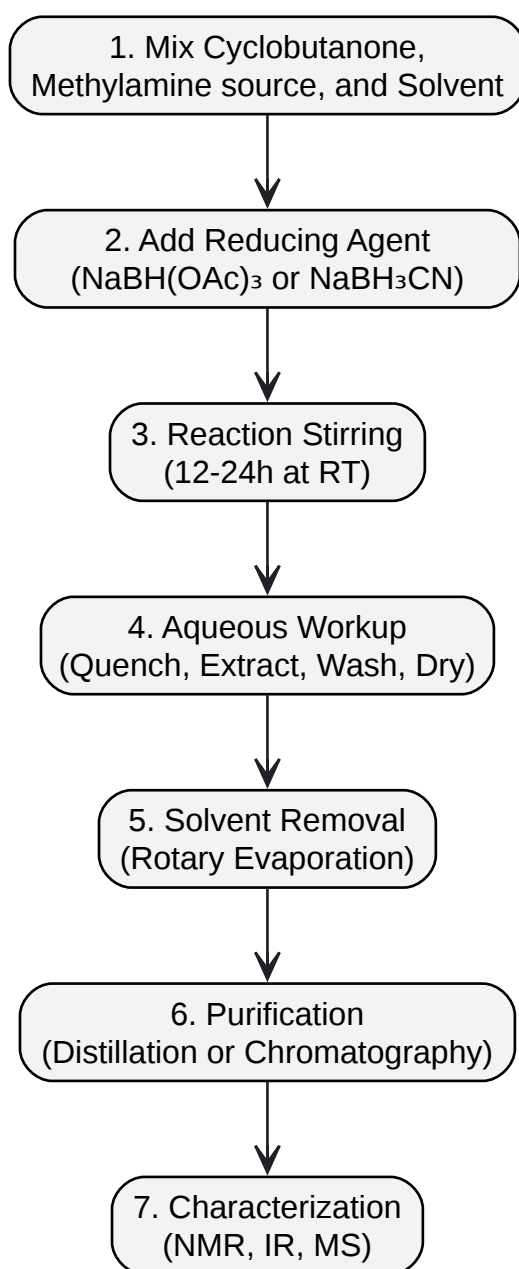 1. Mix Cyclobutanone,
Methylamine source, and Solvent
2. Add Reducing Agent
(NaBH(OAc)₃ or NaBH₃CN)
3. Reaction Stirring
(12-24h at RT)
4. Aqueous Workup
(Quench, Extract, Wash, Dry)
5. Solvent Removal
(Rotary Evaporation)
6. Purification
(Distillation or Chromatography)
7. Characterization
(NMR, IR, MS)